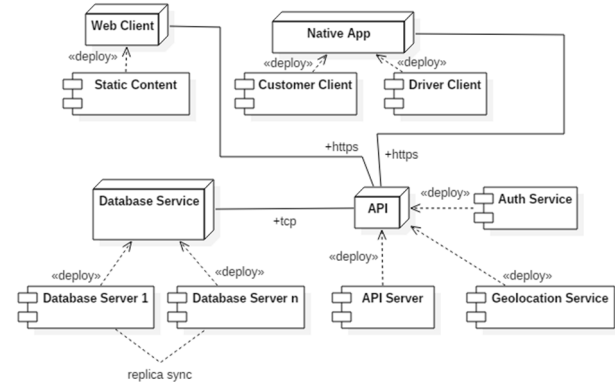 Web Client
Native App
«deploy»
«deploy»
«deploy»
Static Content
Customer Client
Driver Client
+https
+https
Database Service
API
«deploy»
Auth Service
+tcp
«deploy»
«deploy»
«deploy»
«deploy»
Database Server 1
Database Server n
API Server
Geolocation Service
replica sync